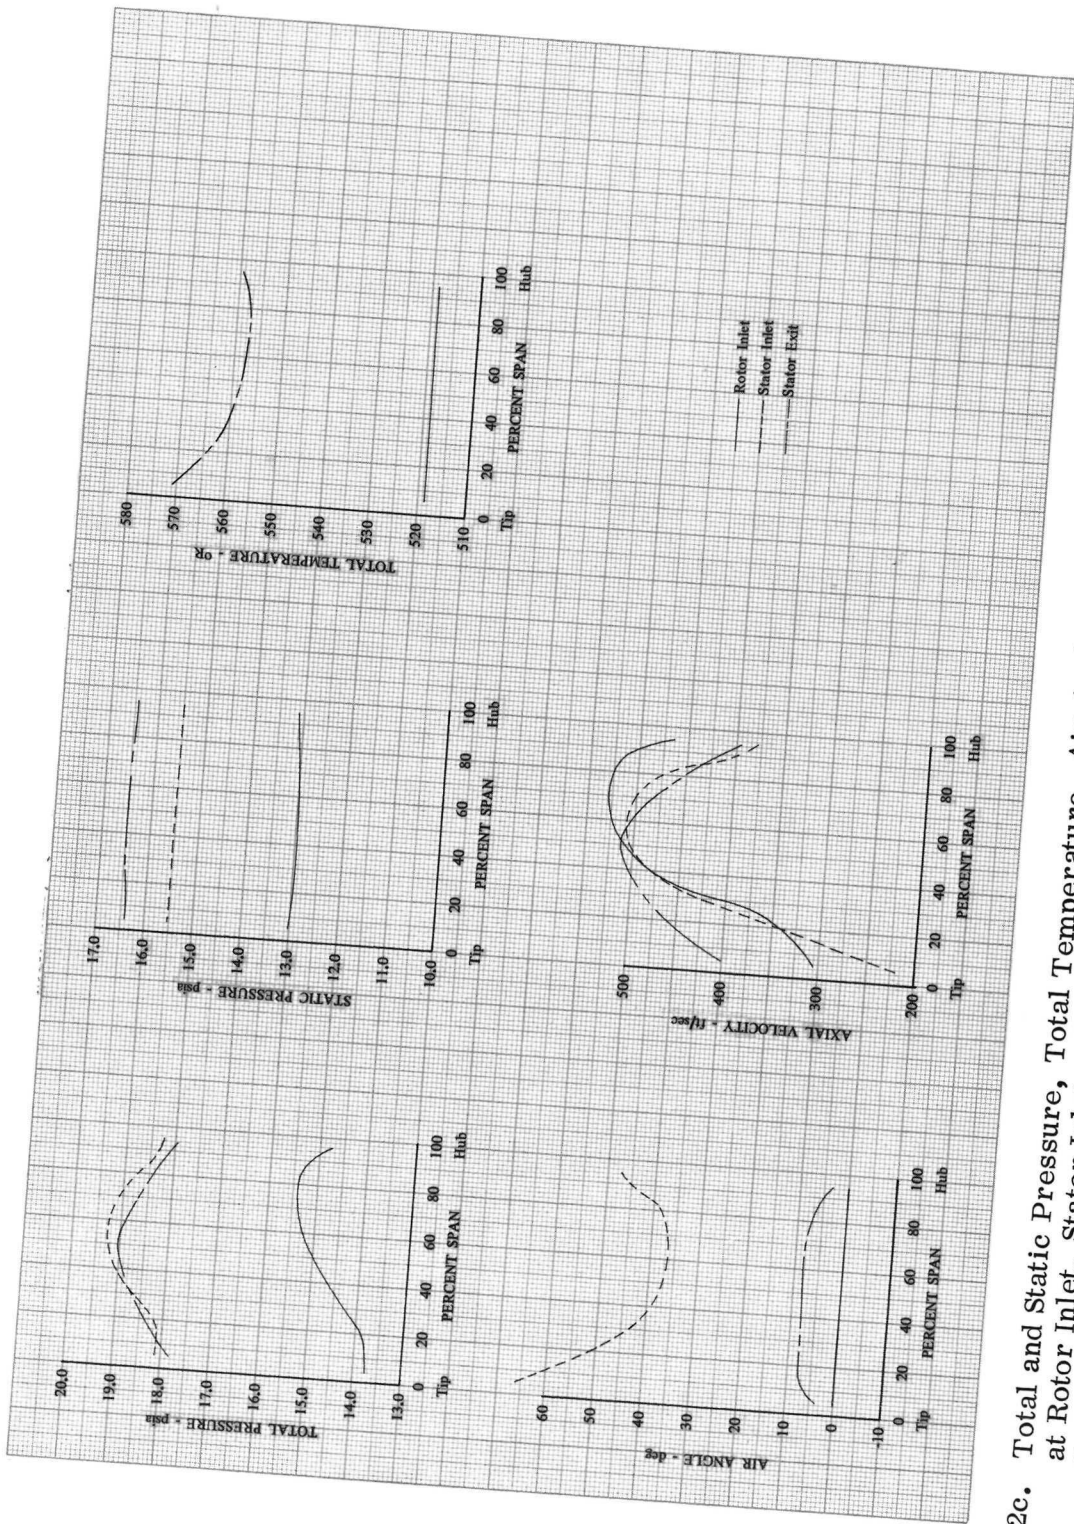 20.0
19.0
18.0
17.0
16.0
15.0
14.0
13.0
TOTAL PRESSURE - psia
0 20 40 60 80 100
Tip Hub
PERCENT SPAN
17.0
16.0
15.0
14.0
13.0
12.0
11.0
10.0
STATIC PRESSURE - psia
0 20 40 60 80 100
Tip Hub
PERCENT SPAN
580
570
560
550
540
530
520
510
TOTAL TEMPERATURE - °R
0 20 40 60 80 100
Tip Hub
PERCENT SPAN
60
50
40
30
20
10
0
-10
AIR ANGLE - deg
0 20 40 60 80 100
Tip Hub
PERCENT SPAN
500
400
300
200
AXIAL VELOCITY - ft/sec
0 20 40 60 80 100
Tip Hub
PERCENT SPAN
Rotor Inlet
Stator Inlet
Stator Exit
2c. Total and Static Pressure, Total Temperature,
at Rotor Inlet, Stator